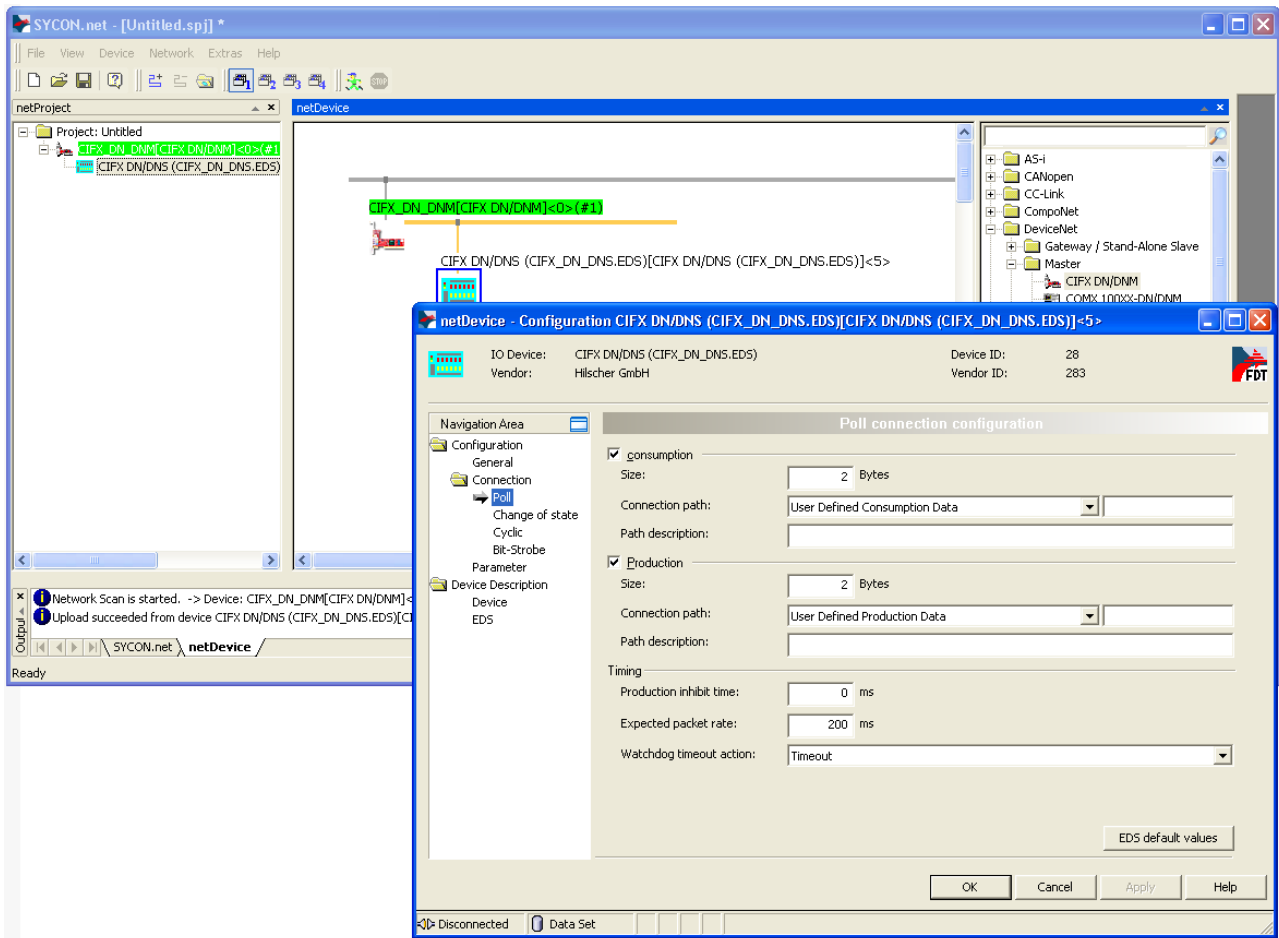 SYCON.net - [Untitled.spj] *
File View Device Network Extras Help
netProject
netDevice
Project: Untitled
CIFX_DN_DNM[CIFX DN/DNM]<0>(#1
CIFX DN/DNS (CIFX_DN_DNS.EDS)
CIFX_DN_DNM[CIFX DN/DNM]<0>(#1)
CIFX DN/DNS (CIFX_DN_DNS.EDS)[CIFX DN/DNS (CIFX_DN_DNS.EDS)]<5>
AS-i
CANopen
CC-Link
CompoNet
DeviceNet
Gateway / Stand-Alone Slave
Master
CIFX DN/DNM
COMX 100XX-DN/DNM
netDevice - Configuration CIFX DN/DNS (CIFX_DN_DNS.EDS)[CIFX DN/DNS (CIFX_DN_DNS.EDS)]<5>
IO Device: CIFX DN/DNS (CIFX_DN_DNS.EDS) Device ID: 28
Vendor: Hilscher GmbH Vendor ID: 283
FDT
Navigation Area
Configuration
General
Connection
Poll
Change of state
Cyclic
Bit-Strobe
Parameter
Device Description
Device
EDS
Poll connection configuration
consumption
Size: 2 Bytes
Connection path: User Defined Consumption Data
Path description:
Production
Size: 2 Bytes
Connection path: User Defined Production Data
Path description:
Timing
Production inhibit time: 0 ms
Expected packet rate: 200 ms
Watchdog timeout action: Timeout
EDS default values
OK Cancel Apply Help
Disconnected Data Set
Output
Network Scan is started. -> Device: CIFX_DN_DNM[CIFX DN/DNM]<
Upload succeeded from device CIFX DN/DNS (CIFX_DN_DNS.EDS)[CI
SYCON.net netDevice
Ready